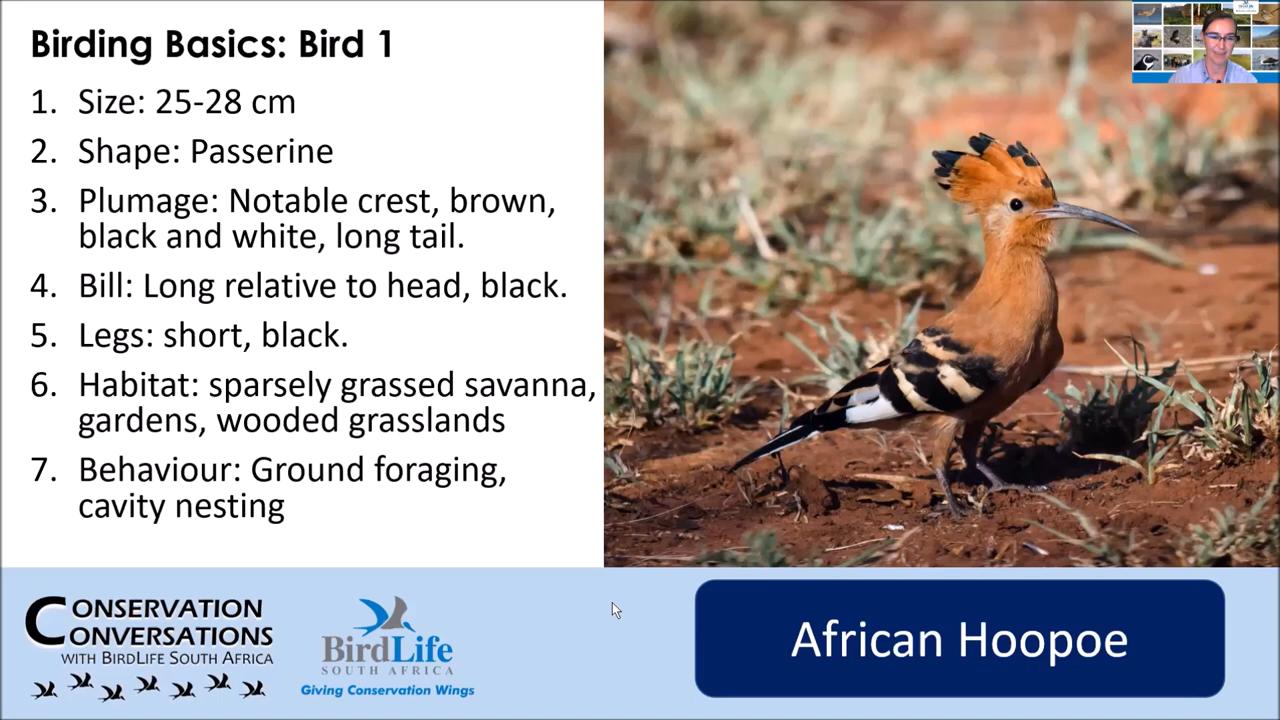 Birding Basics: Bird 1
1. Size: 25-28 cm
2. Shape: Passerine
3. Plumage: Notable crest, brown,
black and white, long tail.
4. Bill: Long relative to head, black.
5. Legs: short, black.
6. Habitat: sparsely grassed savanna,
gardens, wooded grasslands
7. Behaviour: Ground foraging,
cavity nesting
CONSERVATION
CONVERSATIONS
WITH BIRDLIFE SOUTH AFRICA
BirdLife
SOUTH AFRICA
Giving Conservation Wings
African Hoopoe